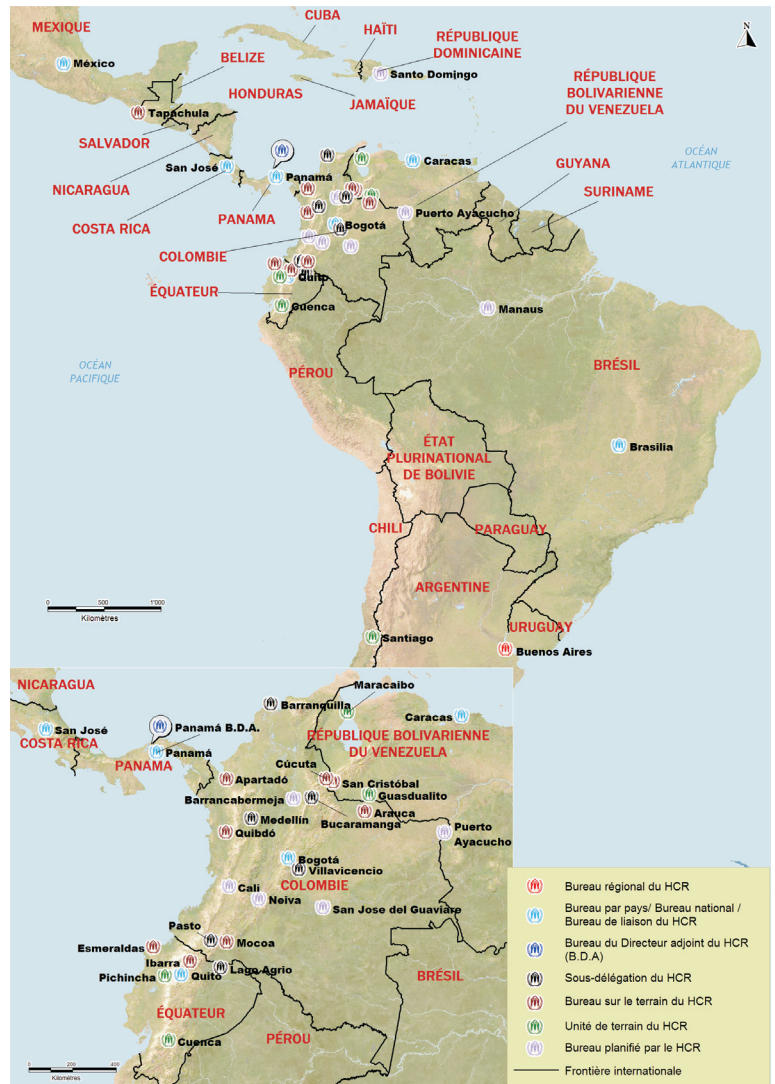 CUBA
MEXIQUE
N
HAÏTI
RÉPUBLIQUE
DOMINICAINE
BELIZE
México
Santo Domingo
RÉPUBLIQUE
BOLIVARIENNE
DU VENEZUELA
HONDURAS
JAMAÏQUE
Tapachula
SALVADOR
OCÉAN
ATLANTIQUE
San José
Caracas
GUYANA
Panamá
NICARAGUA
SURINAME
PANAMA
Puerto Ayacucho
COSTA RICA
Bogotá
COLOMBIE
Quito
ÉQUATEUR
Cuenca
Manaus
OCÉAN
PACIFIQUE
PÉROU
BRÉSIL
ÉTAT
PLURINATIONAL
DE BOLIVIE
Brasilia
CHILI
PARAGUAY
ARGENTINE
0 500 1'000
Kilomètres
URUGUAY
Santiago
Buenos Aires
NICARAGUA
Maracaibo
Barranquilla
Caracas
San José
Panamá B.D.A.
COSTA RICA
RÉPUBLIQUE BOLIVARIENNE
DU VENEZUELA
Panamá
PANAMA
Cúcuta
Apartadó
San Cristóbal
Guasdualito
Barrancabermeja
Arauca
Medellín
Bucaramanga
Quibdó
Puerto
Ayacucho
Bogotá
Villavicencio
COLOMBIE
Cali
Neiva
San Jose del Guaviare
Pasto
Mocoa
Esmeraldas
Ibarra
Lago Agrio
Pichincha
Quito
BRÉSIL
ÉQUATEUR
PÉROU
Cuenca
0 200 400
Kilomètres
Bureau régional du HCR
Bureau par pays/ Bureau national /
Bureau de liaison du HCR
Bureau du Directeur adjoint du HCR
(B.D.A)
Sous-délégation du HCR
Bureau sur le terrain du HCR
Unité de terrain du HCR
Bureau planifié par le HCR
Frontière internationale